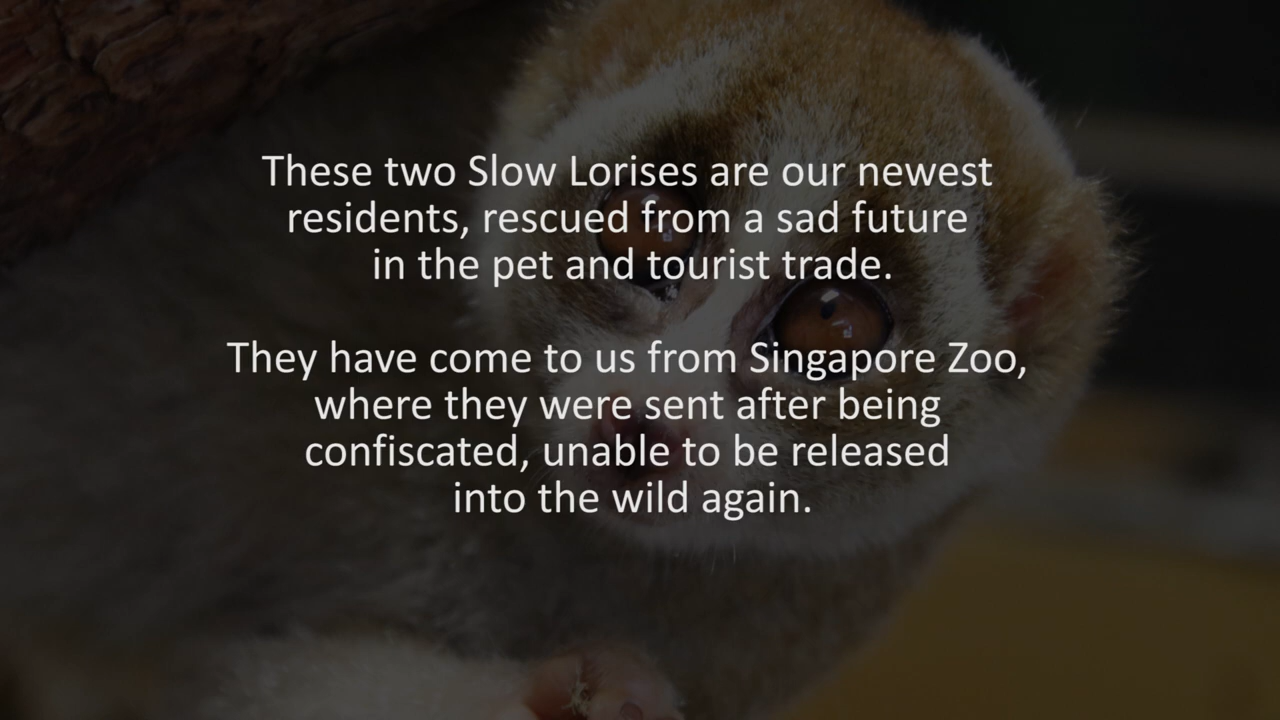 These two Slow Lorises are our newest
residents, rescued from a sad future
in the pet and tourist trade.
They have come to us from Singapore Zoo,
where they were sent after being
confiscated, unable to be released
into the wild again.